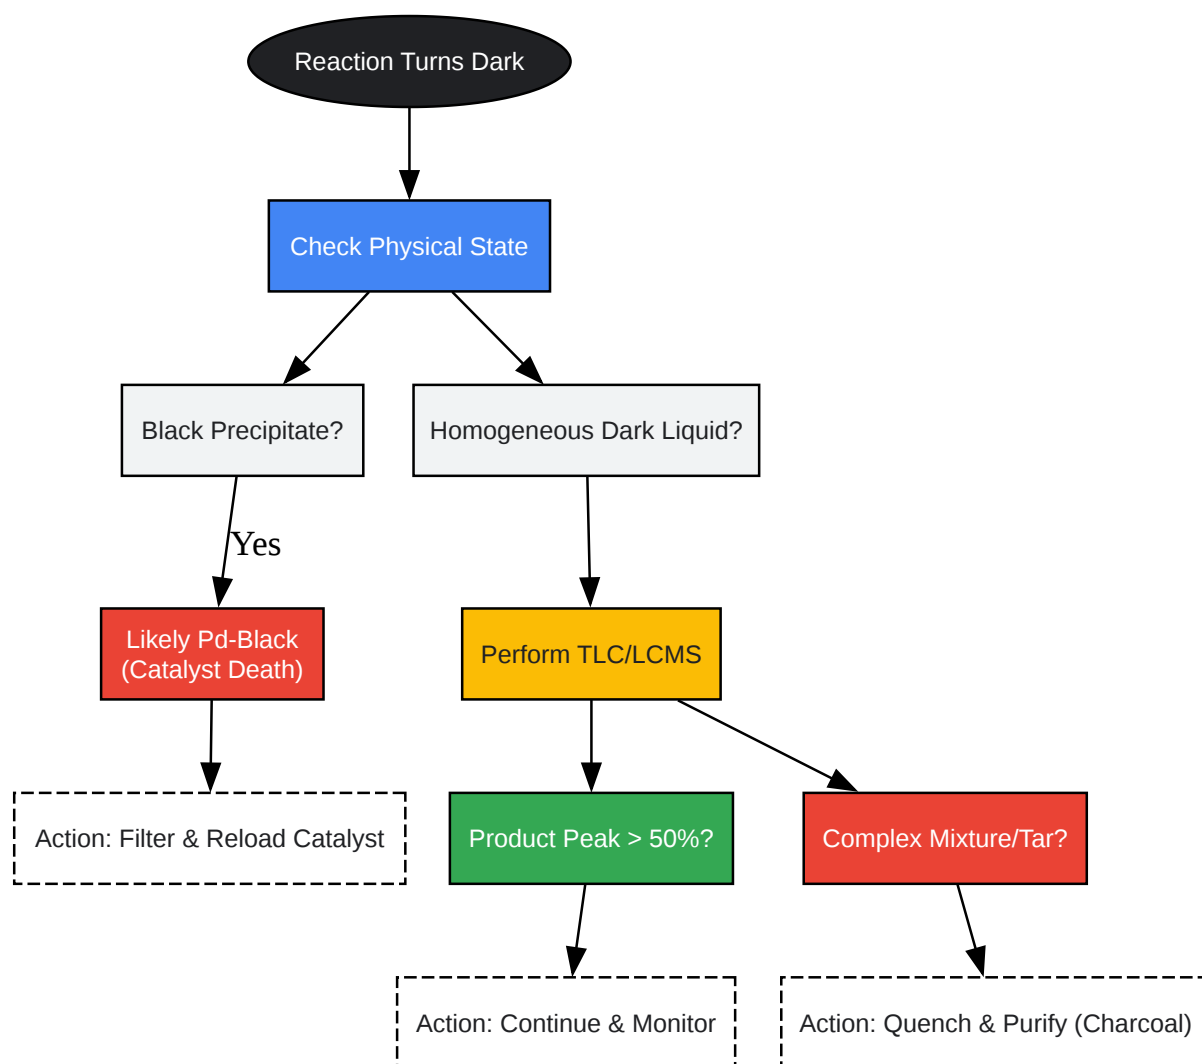 Reaction Turns Dark
Check Physical State
Black Precipitate?
Homogeneous Dark Liquid?
Yes
Likely Pd-Black
(Catalyst Death)
Perform TLC/LCMS
Action: Filter & Reload Catalyst
Product Peak > 50%?
Complex Mixture/Tar?
Action: Continue & Monitor
Action: Quench & Purify (Charcoal)